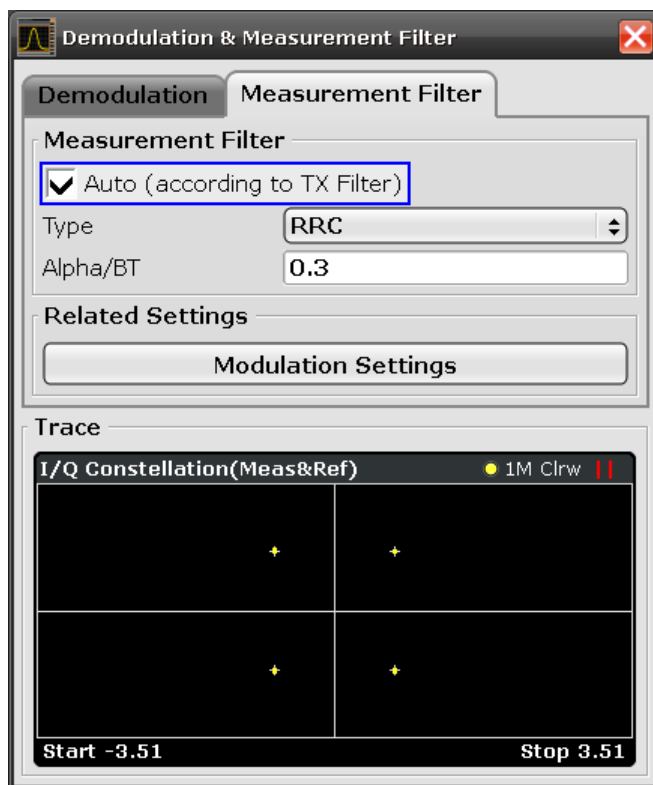 Demodulation & Measurement Filter
Demodulation Measurement Filter
Measurement Filter
Auto (according to TX Filter)
Type RRC
Alpha/BT 0.3
Related Settings
Modulation Settings
Trace
I/Q Constellation(Meas&Ref) 1M Clrw
Start -3.51 Stop 3.51